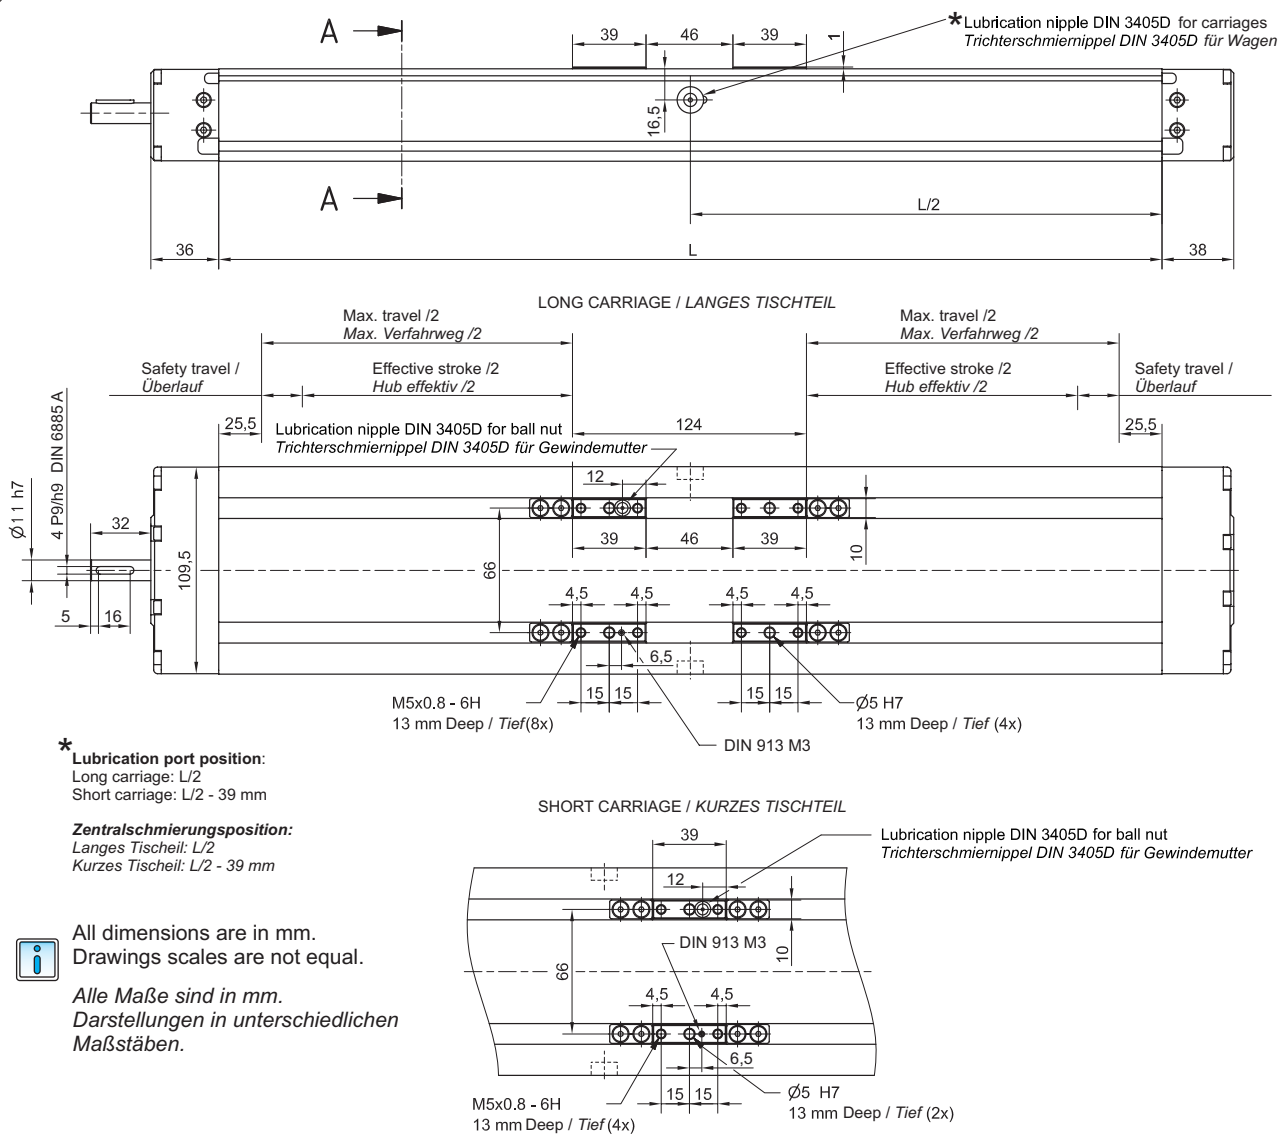 A
39
46
39
1
*Lubrication nipple DIN 3405D for carriages
Trichterschmiernippel DIN 3405D für Wagen
16,5
A
L/2
36
L
38
LONG CARRIAGE / LANGES TISCHTEIL
Max. travel /2
Max. Verfahrweg /2
Max. travel /2
Max. Verfahrweg /2
Safety travel /
Überlauf
Effective stroke /2
Hub effektiv /2
Effective stroke /2
Hub effektiv /2
Safety travel /
Überlauf
25,5
Lubrication nipple DIN 3405D for ball nut
Trichterschmiernippel DIN 3405D für Gewindemutter
124
25,5
Ø11 h7
4 P9/h9 DIN 6885 A
32
12
109,5
39
46
39
10
66
5
16
4,5
4,5
4,5
4,5
6,5
15
15
15
15
M5x0.8 - 6H
13 mm Deep / Tief(8x)
Ø5 H7
13 mm Deep / Tief (4x)
DIN 913 M3
*
Lubrication port position:
Long carriage: L/2
Short carriage: L/2 - 39 mm
Zentralschmierungsposition:
Langes Tischeil: L/2
Kurzes Tischeil: L/2 - 39 mm
SHORT CARRIAGE / KURZES TISCHTEIL
39
Lubrication nipple DIN 3405D for ball nut
Trichterschmiernippel DIN 3405D für Gewindemutter
12
DIN 913 M3
10
66
4,5
4,5
6,5
15
15
M5x0.8 - 6H
13 mm Deep / Tief (4x)
Ø5 H7
13 mm Deep / Tief (2x)
i
All dimensions are in mm.
Drawings scales are not equal.
Alle Maße sind in mm.
Darstellungen in unterschiedlichen
Maßstäben.